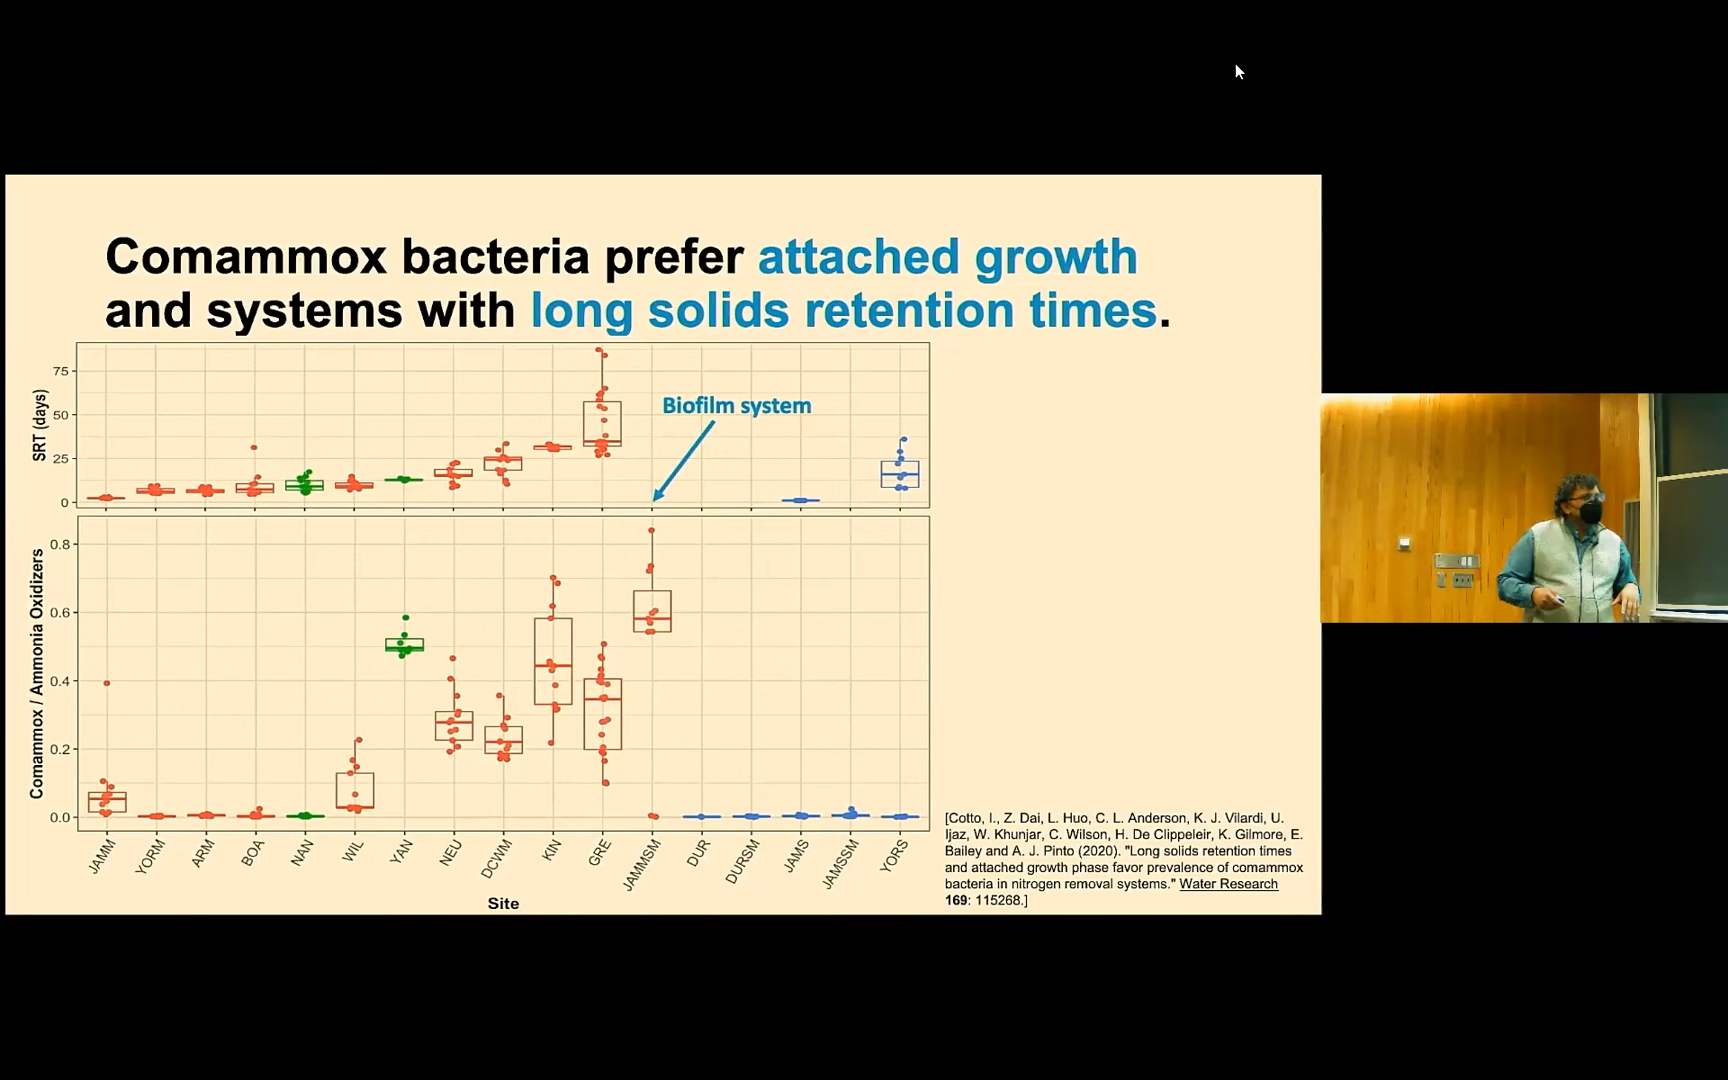 Comammox bacteria prefer attached growth
and systems with long solids retention times.
SRT (days)
75
50
25
0
Biofilm system
Comammox / Ammonia Oxidizers
0.8
0.6
0.4
0.2
0.0
JAMM
YORM
ARM
BOA
NAN
WIL
YAN
NEU
DCWM
KIN
GRE
JAMMSM
DUR
DURSM
JAMS
JAMSSM
YORS
Site
[Cotto, I., Z. Dai, L. Huo, C. L. Anderson, K. J. Vilardi, U.
Ijaz, W. Khunjar, C. Wilson, H. De Clippeleir, K. Gilmore, E.
Bailey and A. J. Pinto (2020). "Long solids retention times
and attached growth phase favor prevalence of comammox
bacteria in nitrogen removal systems." Water Research
169: 115268.]